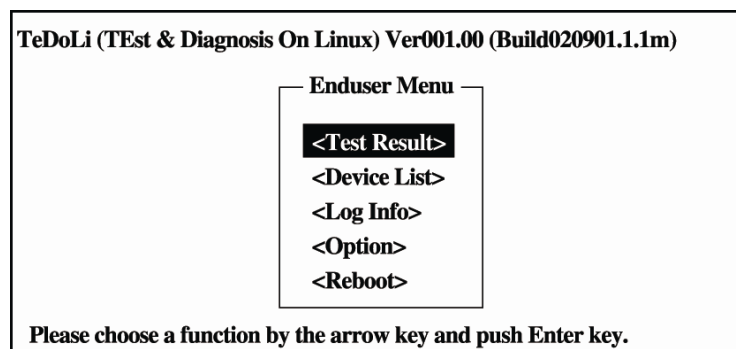 TeDoLi (TEst & Diagnosis On Linux) Ver001.00 (Build020901.1.1m)
Enduser Menu
<Test Result>
<Device List>
<Log Info>
<Option>
<Reboot>
Please choose a function by the arrow key and push Enter key.